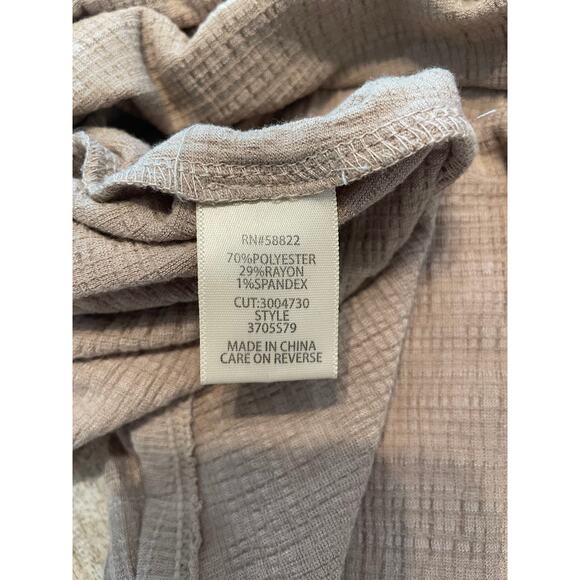 RN#58822
70%POLYESTER
29%RAYON
1%SPANDEX
CUT:3004730
STYLE
3705579
MADE IN CHINA
CARE ON REVERSE